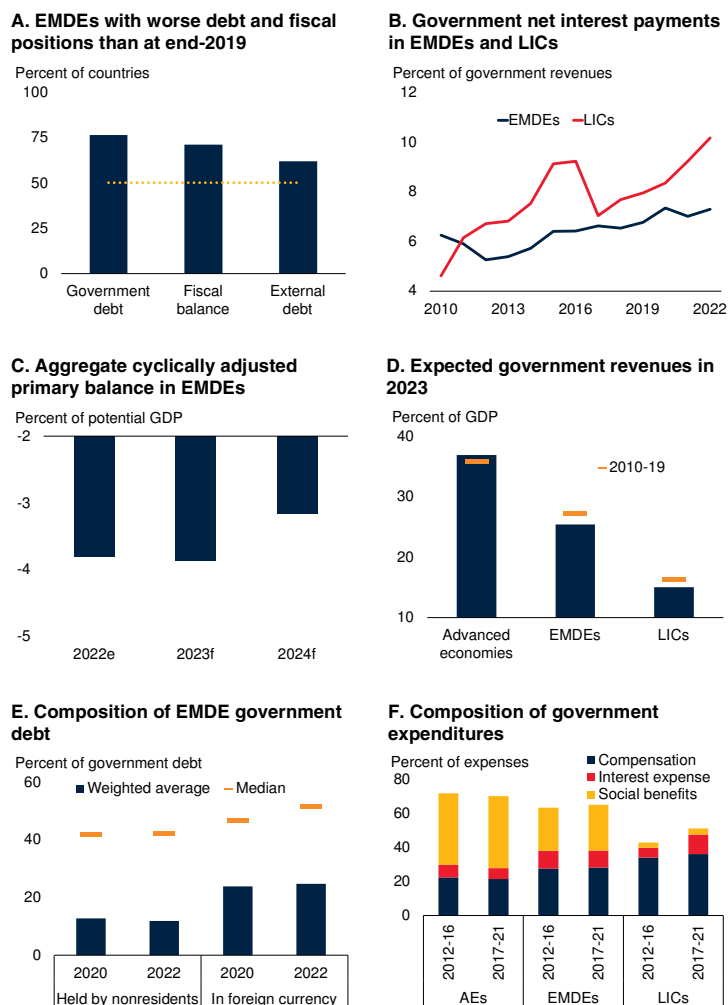 A. EMDEs with worse debt and fiscal
positions than at end-2019
Percent of countries
100
75
50
25
0
Government
debt
Fiscal
balance
External
debt
B. Government net interest payments
in EMDEs and LICs
Percent of government revenues
12
EMDEs
LICs
10
8
6
4
2010
2013
2016
2019
2022
C. Aggregate cyclically adjusted
primary balance in EMDEs
Percent of potential GDP
-2
-3
-4
-5
2022e
2023f
2024f
D. Expected government revenues in
2023
Percent of GDP
40
2010-19
30
20
10
Advanced
economies
EMDEs
LICs
E. Composition of EMDE government
debt
Percent of government debt
60
Weighted average
Median
40
20
0
2020
2022
2020
2022
Held by nonresidents
In foreign currency
F. Composition of government
expenditures
Percent of expenses
Compensation
Interest expense
Social benefits
80
60
40
20
0
2012-16
2017-21
2012-16
2017-21
2012-16
2017-21
AEs
EMDEs
LICs